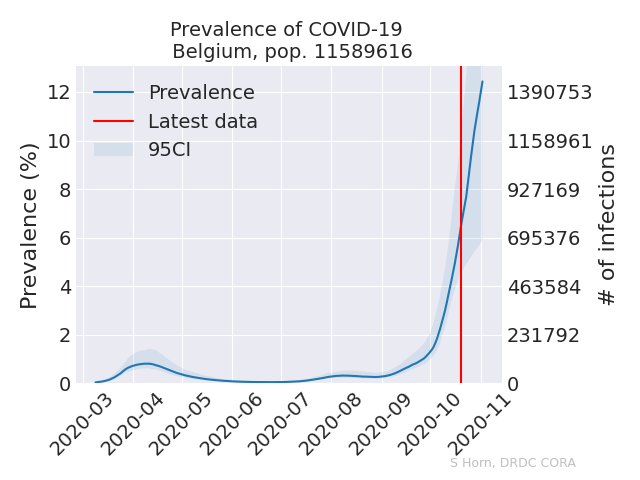 Prevalence of COVID-19
Belgium, pop. 11589616
Prevalence
Latest data
95CI
Prevalence (%)
12
10
8
6
4
2
0
1390753
1158961
927169
695376
463584
231792
0
# of infections
2020-03
2020-04
2020-05
2020-06
2020-07
2020-08
2020-09
2020-10
2020-11
S Horn, DRDC CORA